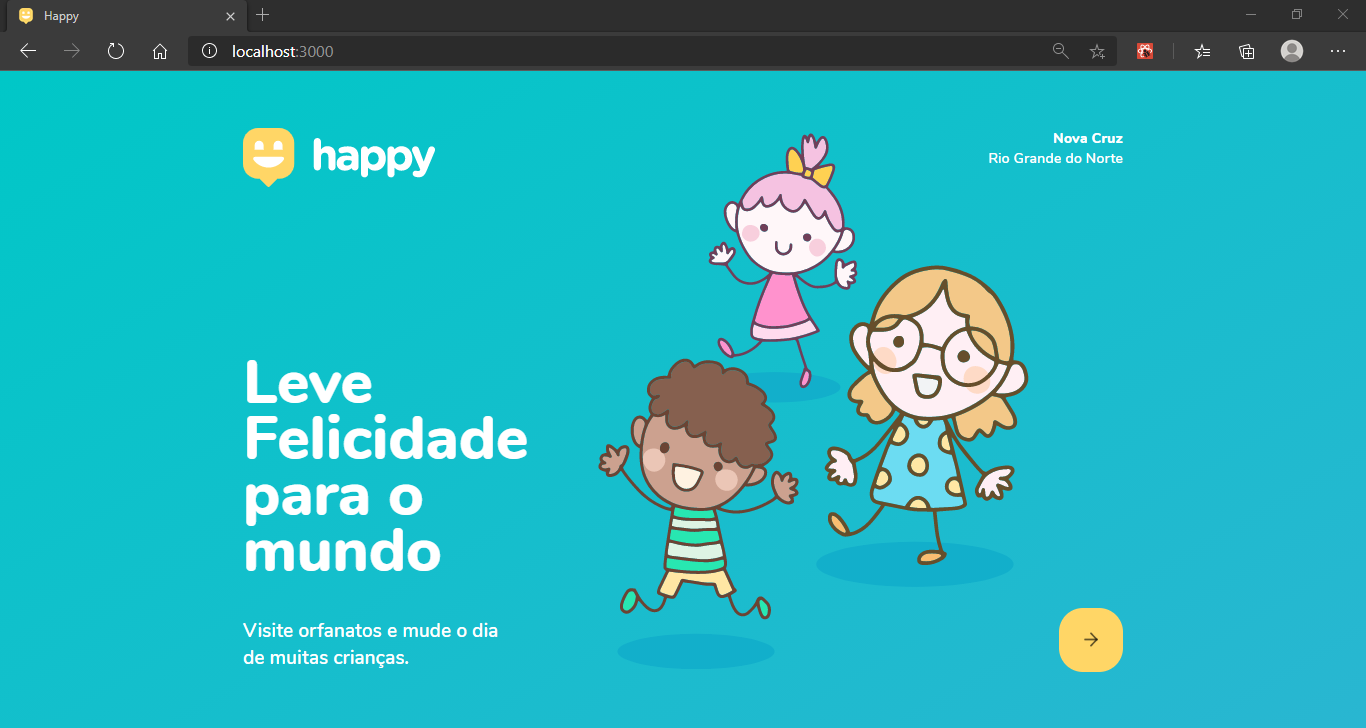 Happy
localhost:3000
happy
Nova Cruz
Rio Grande do Norte
Leve
Felicidade
para o
mundo
Visite orfanatos e mude o dia
de muitas crianças.